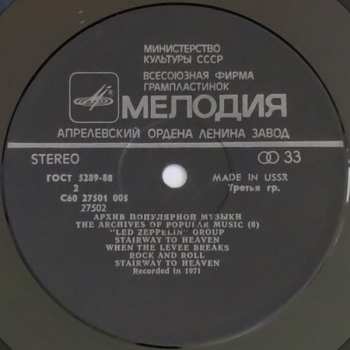 МИНИСТЕРСТВО
КУЛЬТУРЫ СССР
ВСЕСОЮЗНАЯ ФИРМА
ГРАМПЛАСТИНОК
МЕЛОДИЯ
АПРЕЛЕВСКИЙ ОРДЕНА ЛЕНИНА ЗАВОД
STEREO
33
ГОСТ 5289-88
MADE IN USSR
2
Третья гр.
С60 27501 005
27502
АРХИВ ПОПУЛЯРНОЙ МУЗЫКИ
THE ARCHIVES OF POPULAR MUSIC (8)
"LED ZEPPELIN" GROUP
STAIRWAY TO HEAVEN
WHEN THE LEVEE BREAKS
ROCK AND ROLL
STAIRWAY TO HEAVEN
Recorded in 1971